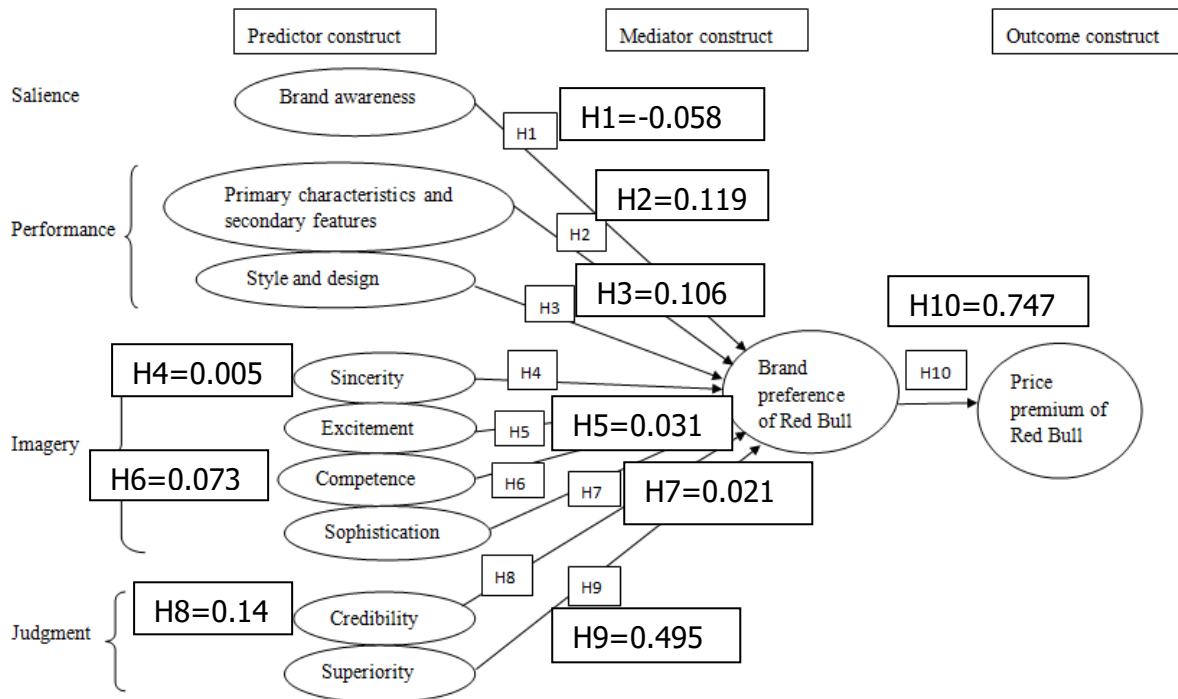 Predictor construct
Mediator construct
Outcome construct
Salience
Brand awareness
H1
H1=-0.058
Performance
Primary characteristics and
secondary features
H2
H2=0.119
Style and design
H3
H3=0.106
H10=0.747
H4=0.005
Sincerity
H4
Brand
preference
of Red Bull
H10
Price
premium of
Red Bull
Imagery
Excitement
H5
H5=0.031
H6=0.073
Competence
H6
H7
H7=0.021
Sophistication
H8
H9
Judgment
H8=0.14
Credibility
H9=0.495
Superiority